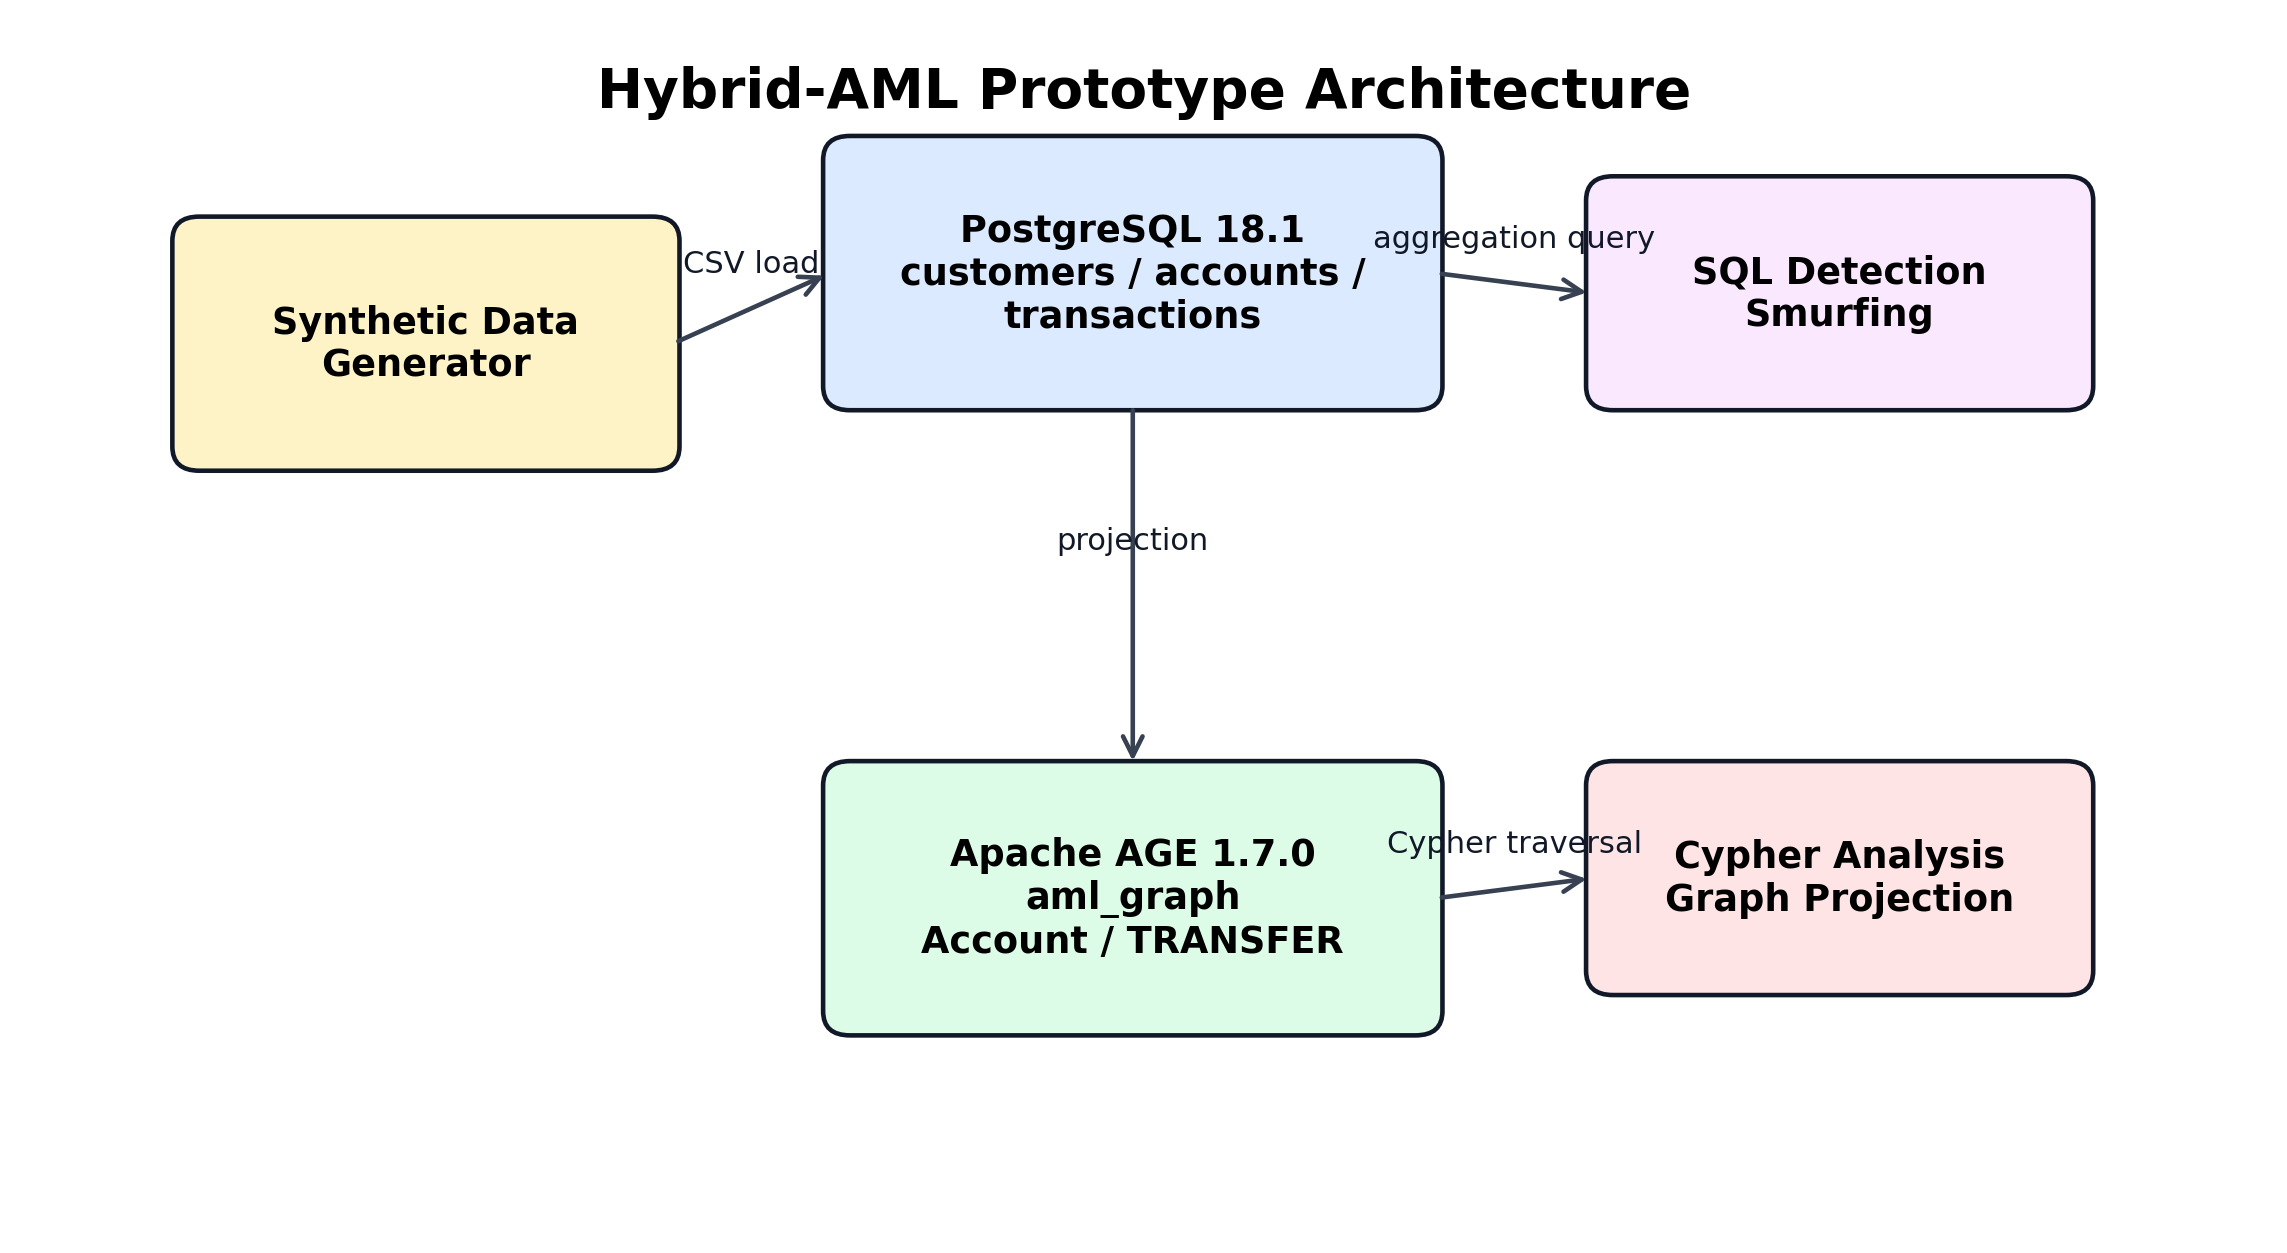 Hybrid-AML Prototype Architecture
Synthetic Data
Generator
CSV load
PostgreSQL 18.1
customers / accounts /
transactions
aggregation query
SQL Detection
Smurfing
projection
Apache AGE 1.7.0
aml_graph
Account / TRANSFER
Cypher traversal
Cypher Analysis
Graph Projection